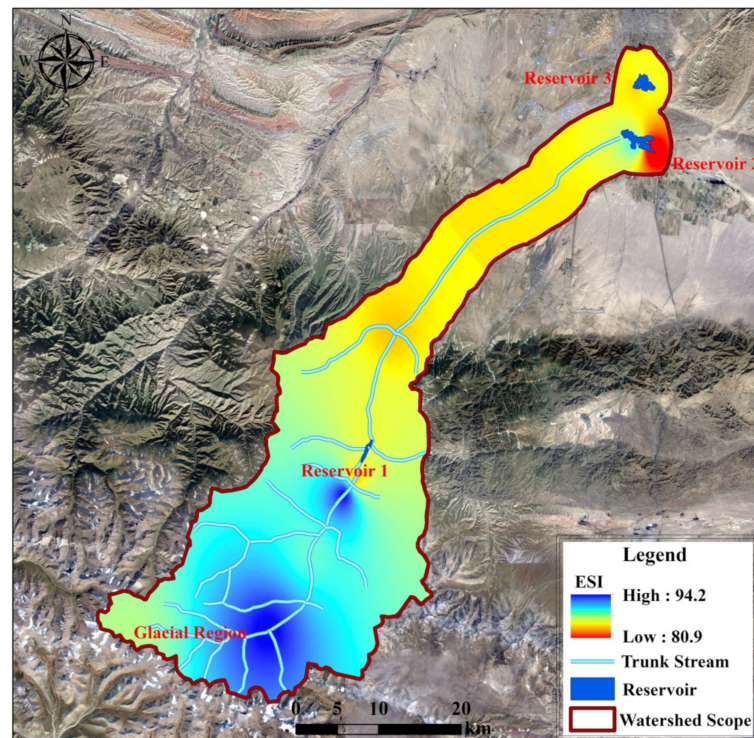 N
W E
S
Reservoir 3
Reservoir
Reservoir 1
Glacial Region
Legend
ESI
High : 94.2
Low : 80.9
Trunk Stream
Reservoir
Watershed Scope
0 5 10 20
km